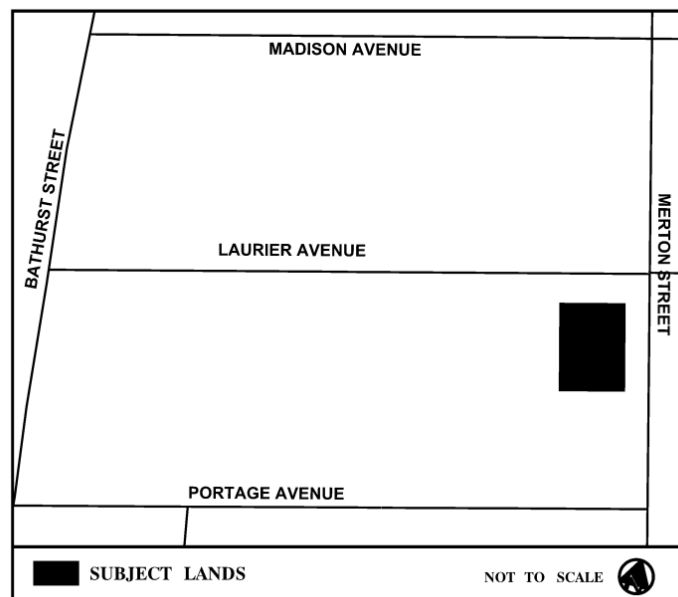 MADISON AVENUE
BATHURST STREET
MERTON STREET
LAURIER AVENUE
PORTAGE AVENUE
SUBJECT LANDS
NOT TO SCALE